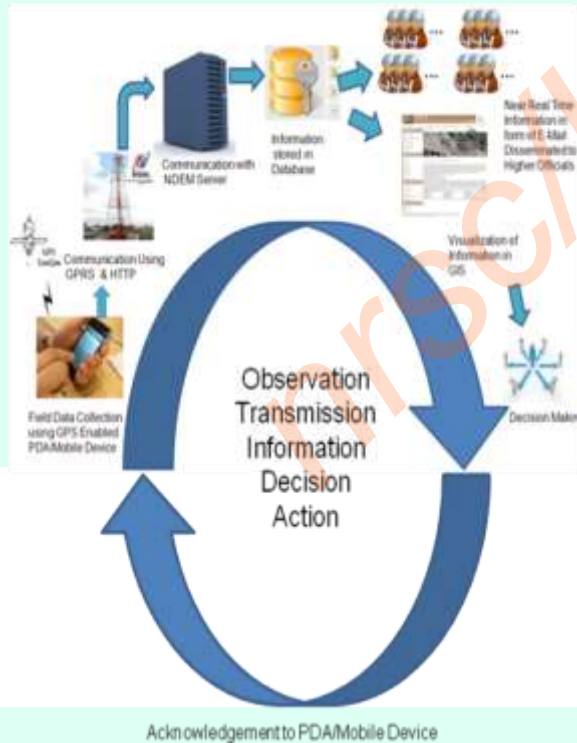 Near Real Time
Information in
form of E-Mail
Disseminated to
Higher Officials
Communication with
NDEM Server
Information
stored in
Database
GPS
Communication Using
GPRS & HTTP
Visualization of
Information in
GIS
Field Data Collection
using GPS Enabled
PDA/Mobile Device
Decision Maker
Observation
Transmission
Information
Decision
Action
Acknowledgement to PDA/Mobile Device
nrsc/